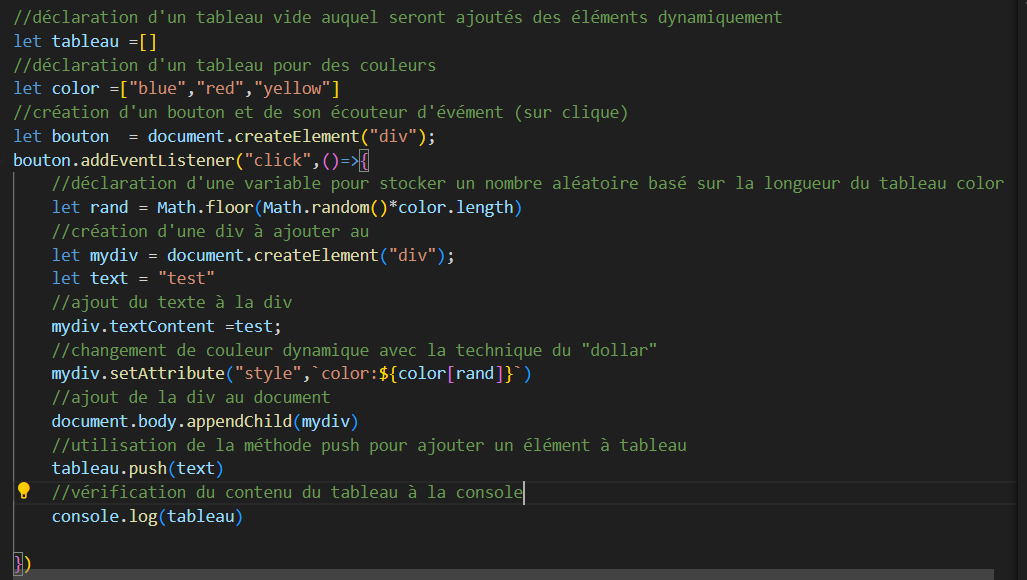 //déclaration d'un tableau vide auquel seront ajoutés des éléments dynamiquement
let tableau =[]
//déclaration d'un tableau pour des couleurs
let color =["blue","red","yellow"]
//création d'un bouton et de son écouteur d'évément (sur clique)
let bouton  = document.createElement("div");
bouton.addEventListener("click",()=>{
    //déclaration d'une variable pour stocker un nombre aléatoire basé sur la longueur du tableau color
    let rand = Math.floor(Math.random()*color.length)
    //création d'une div à ajouter au
    let mydiv = document.createElement("div");
    let text = "test"
    //ajout du texte à la div
    mydiv.textContent =test;
    //changement de couleur dynamique avec la technique du "dollar"
    mydiv.setAttribute("style",`color:${color[rand]}`)
    //ajout de la div au document
    document.body.appendChild(mydiv)
    //utilisation de la méthode push pour ajouter un élément à tableau
    tableau.push(text)
    //vérification du contenu du tableau à la console
    console.log(tableau)
})